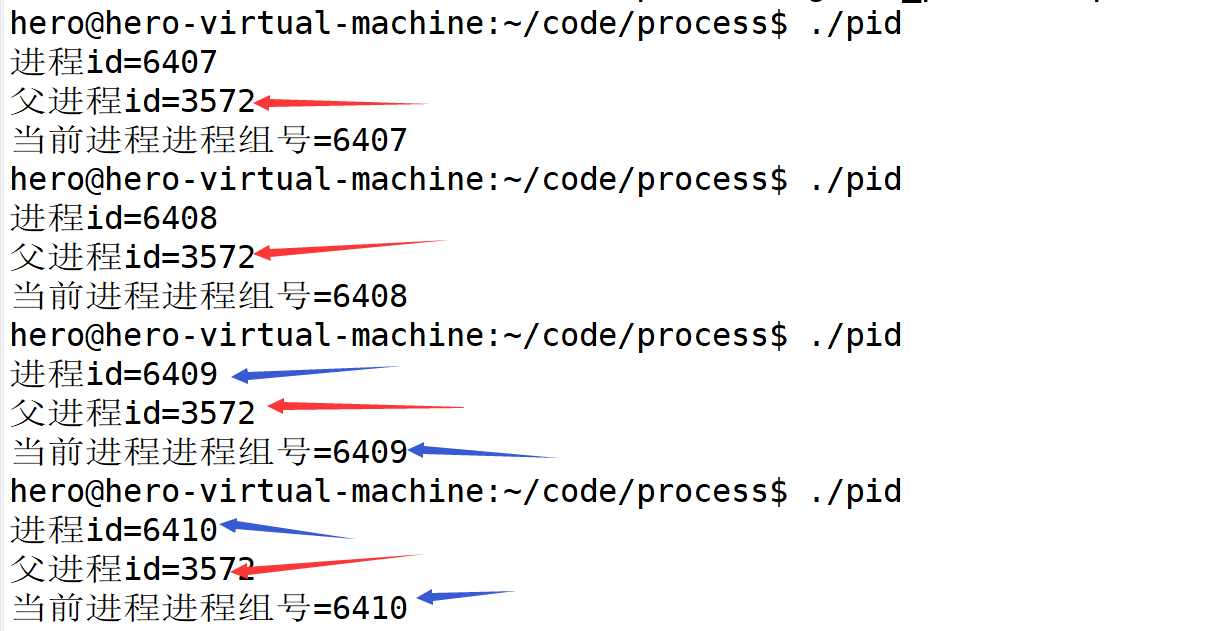 hero@hero-virtual-machine:~/code/process$ ./pid
进程id=6407
父进程id=3572
当前进程进程组号=6407
hero@hero-virtual-machine:~/code/process$ ./pid
进程id=6408
父进程id=3572
当前进程进程组号=6408
hero@hero-virtual-machine:~/code/process$ ./pid
进程id=6409
父进程id=3572
当前进程进程组号=6409
hero@hero-virtual-machine:~/code/process$ ./pid
进程id=6410
父进程id=3572
当前进程进程组号=6410